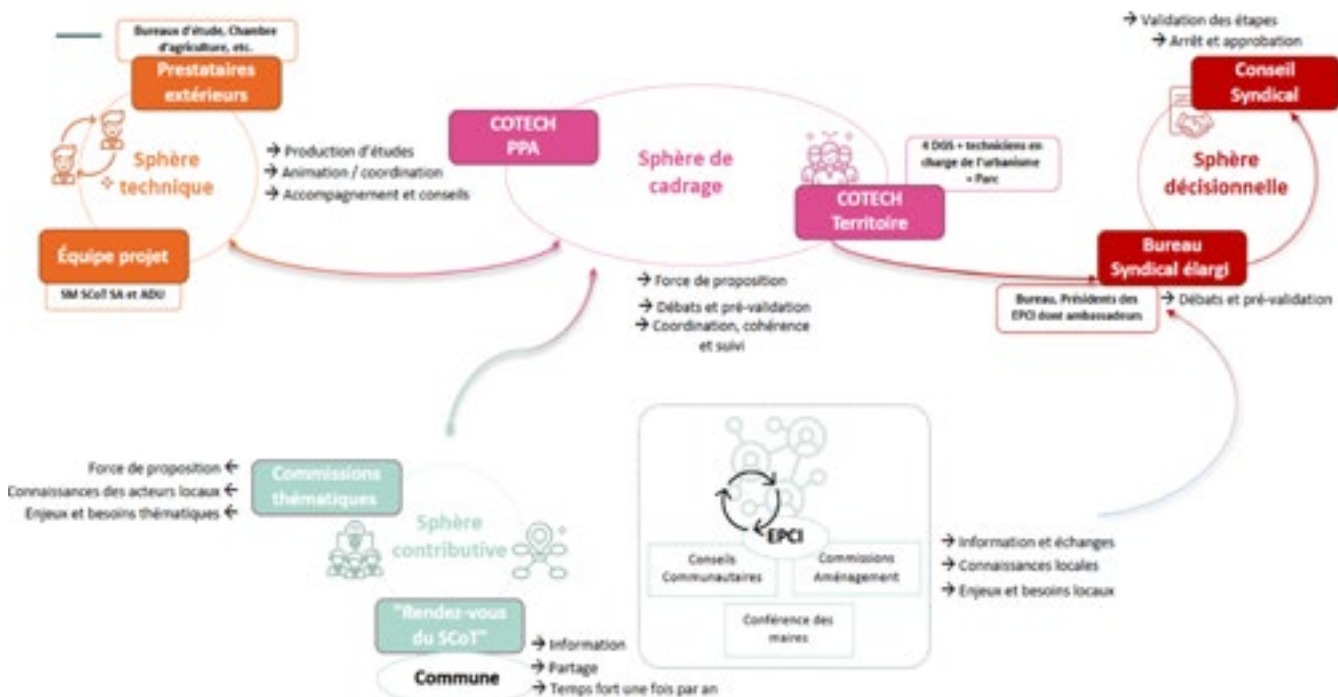 Bureaux d'étude, Chambre
d'agriculture, etc.
Prestataires
extérieurs
Sphère
technique
Équipe projet
SM SCoT SA et ADU
→ Production d'études
→ Animation / coordination
→ Accompagnement et conseils
COTECH
PPA
Sphère de
cadrage
COTECH
Territoire
4 DGS + techniciens en
charge de l'urbanisme
+ Parc
→ Force de proposition
→ Débats et pré-validation
→ Coordination, cohérence
et suivi
→ Validation des étapes
→ Arrêt et approbation
Conseil
Syndical
Sphère
décisionnelle
Bureau
Syndical élargi
Bureau, Présidents des
EPCI dont ambassadeurs
→ Débats et pré-validation
Force de proposition ←
Connaissances des acteurs locaux ←
Enjeux et besoins thématiques ←
Commissions
thématiques
Sphère
contributive
"Rendez-vous
du SCoT"
Commune
→ Information
→ Partage
→ Temps fort une fois par an
EPCI
Conseils
Communautaires
Commissions
Aménagement
Conférence des
maires
→ Information et échanges
→ Connaissances locales
→ Enjeux et besoins locaux